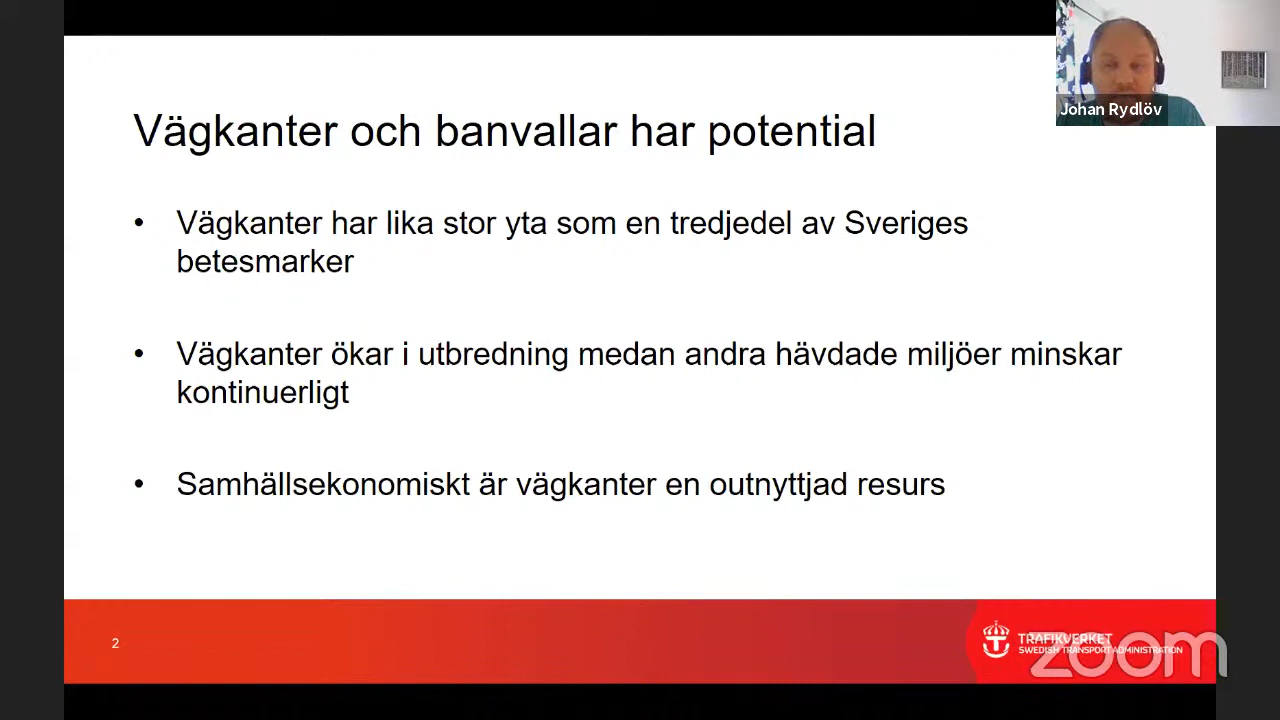 Johan Rydlöv
Vägkanter och banvallar har potential
• Vägkanter har lika stor yta som en tredjedel av Sveriges
betesmarker
• Vägkanter ökar i utbredning medan andra hävdade miljöer minskar
kontinuerligt
• Samhällsekonomiskt är vägkanter en outnyttjad resurs
2
TRAFIKVERKET
SWEDISH TRANSPORT ADMINISTRATION
zoom